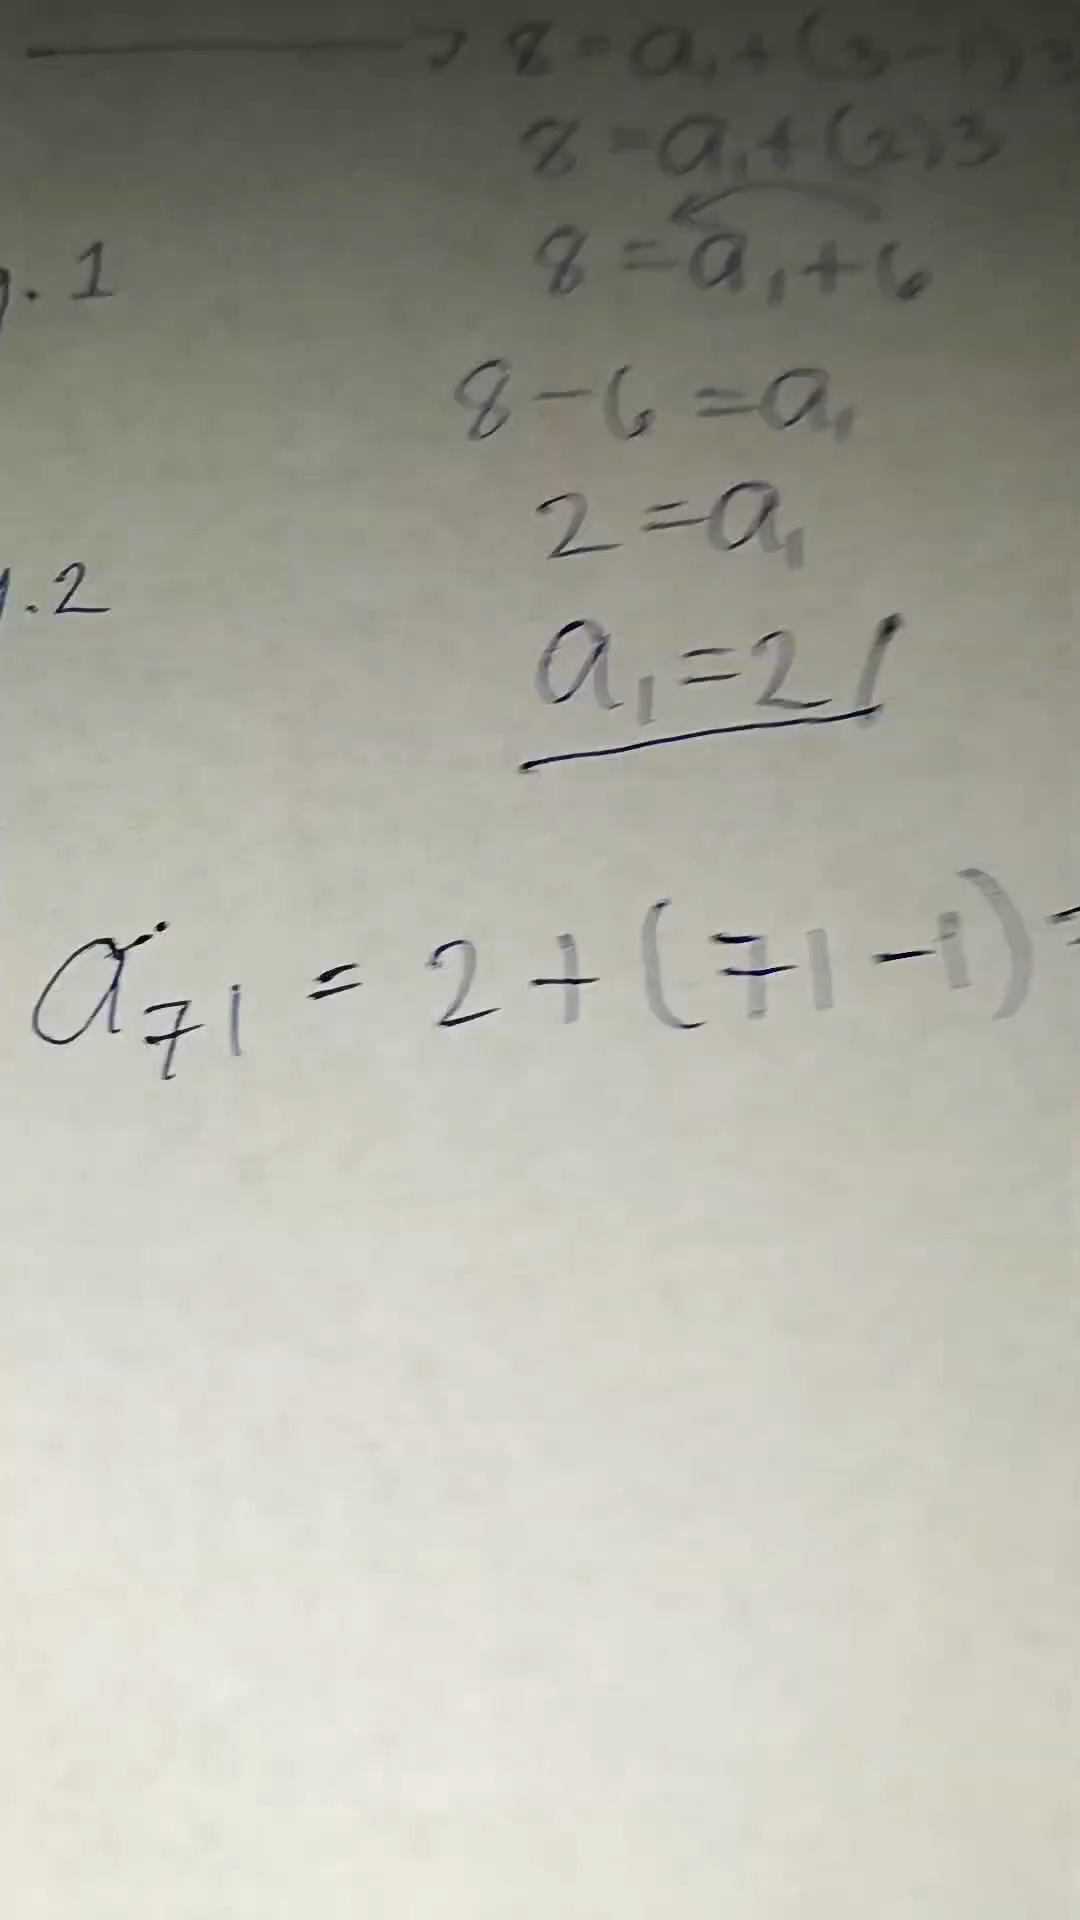 8 = a₁ + (3 - 1) 3
8 = a₁ + (2) 3
. 1
8 = a₁ + 6
8 - 6 = a₁
2 = a₁
. 2
a₁ = 2 /
a₇₁ = 2 + (71 - 1)